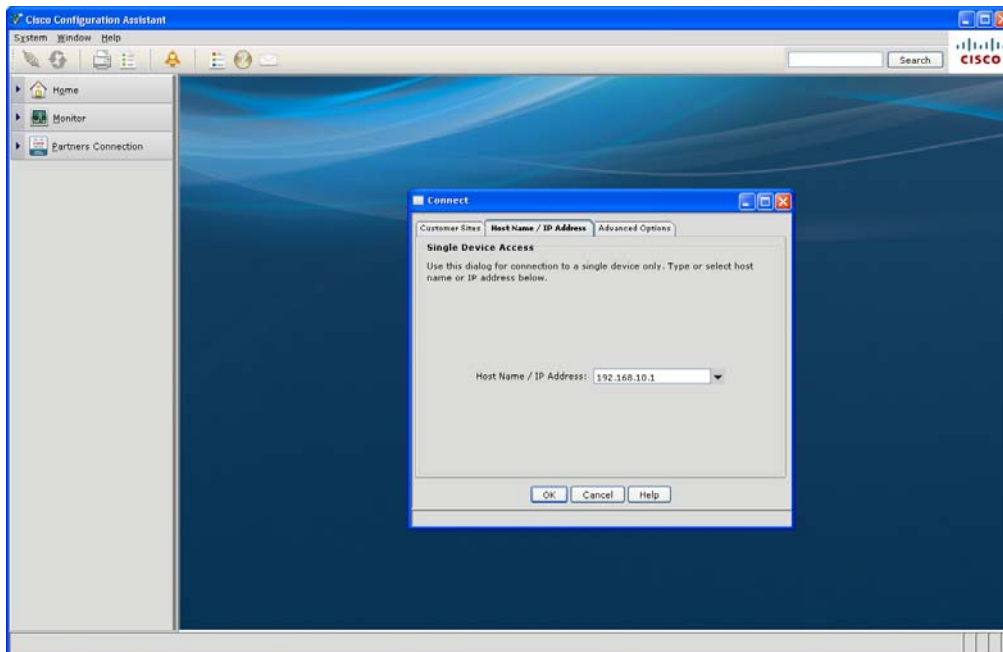 Cisco Configuration Assistant
System Window Help
Search
CISCO
Home
Monitor
Partners Connection
Connect
Customer Sites Host Name / IP Address Advanced Options
Single Device Access
Use this dialog for connection to a single device only. Type or select host
name or IP address below.
Host Name / IP Address: 192.168.10.1
OK Cancel Help